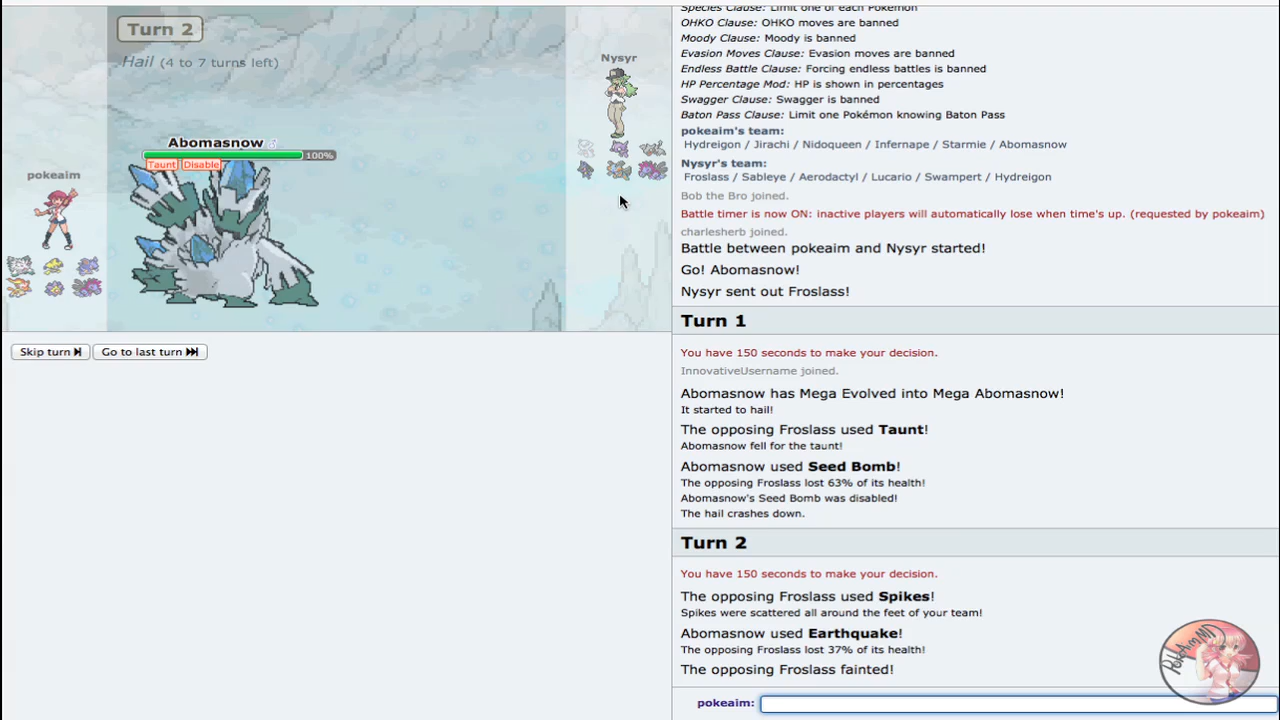 Turn 2
Hail (4 to 7 turns left)
Nysyr
Abomasnow
100%
Taunt Disable
pokeaim
Skip turn
Go to last turn
Species Clause: Limit one of each Pokémon
OHKO Clause: OHKO moves are banned
Moody Clause: Moody is banned
Evasion Moves Clause: Evasion moves are banned
Endless Battle Clause: Forcing endless battles is banned
HP Percentage Mod: HP is shown in percentages
Swagger Clause: Swagger is banned
Baton Pass Clause: Limit one Pokémon knowing Baton Pass
pokeaim's team:
Hydreigon / Jirachi / Nidoqueen / Infernape / Starmie / Abomasnow
Nysyr's team:
Froslass / Sableye / Aerodactyl / Lucario / Swampert / Hydreigon
Bob the Bro joined.
Battle timer is now ON: inactive players will automatically lose when time's up. (requested by pokeaim)
charlesherb joined.
Battle between pokeaim and Nysyr started!
Go! Abomasnow!
Nysyr sent out Froslass!
Turn 1
You have 150 seconds to make your decision.
InnovativeUsername joined.
Abomasnow has Mega Evolved into Mega Abomasnow!
It started to hail!
The opposing Froslass used Taunt!
Abomasnow fell for the taunt!
Abomasnow used Seed Bomb!
The opposing Froslass lost 63% of its health!
Abomasnow's Seed Bomb was disabled!
The hail crashes down.
Turn 2
You have 150 seconds to make your decision.
The opposing Froslass used Spikes!
Spikes were scattered all around the feet of your team!
Abomasnow used Earthquake!
The opposing Froslass lost 37% of its health!
The opposing Froslass fainted!
pokeaim: